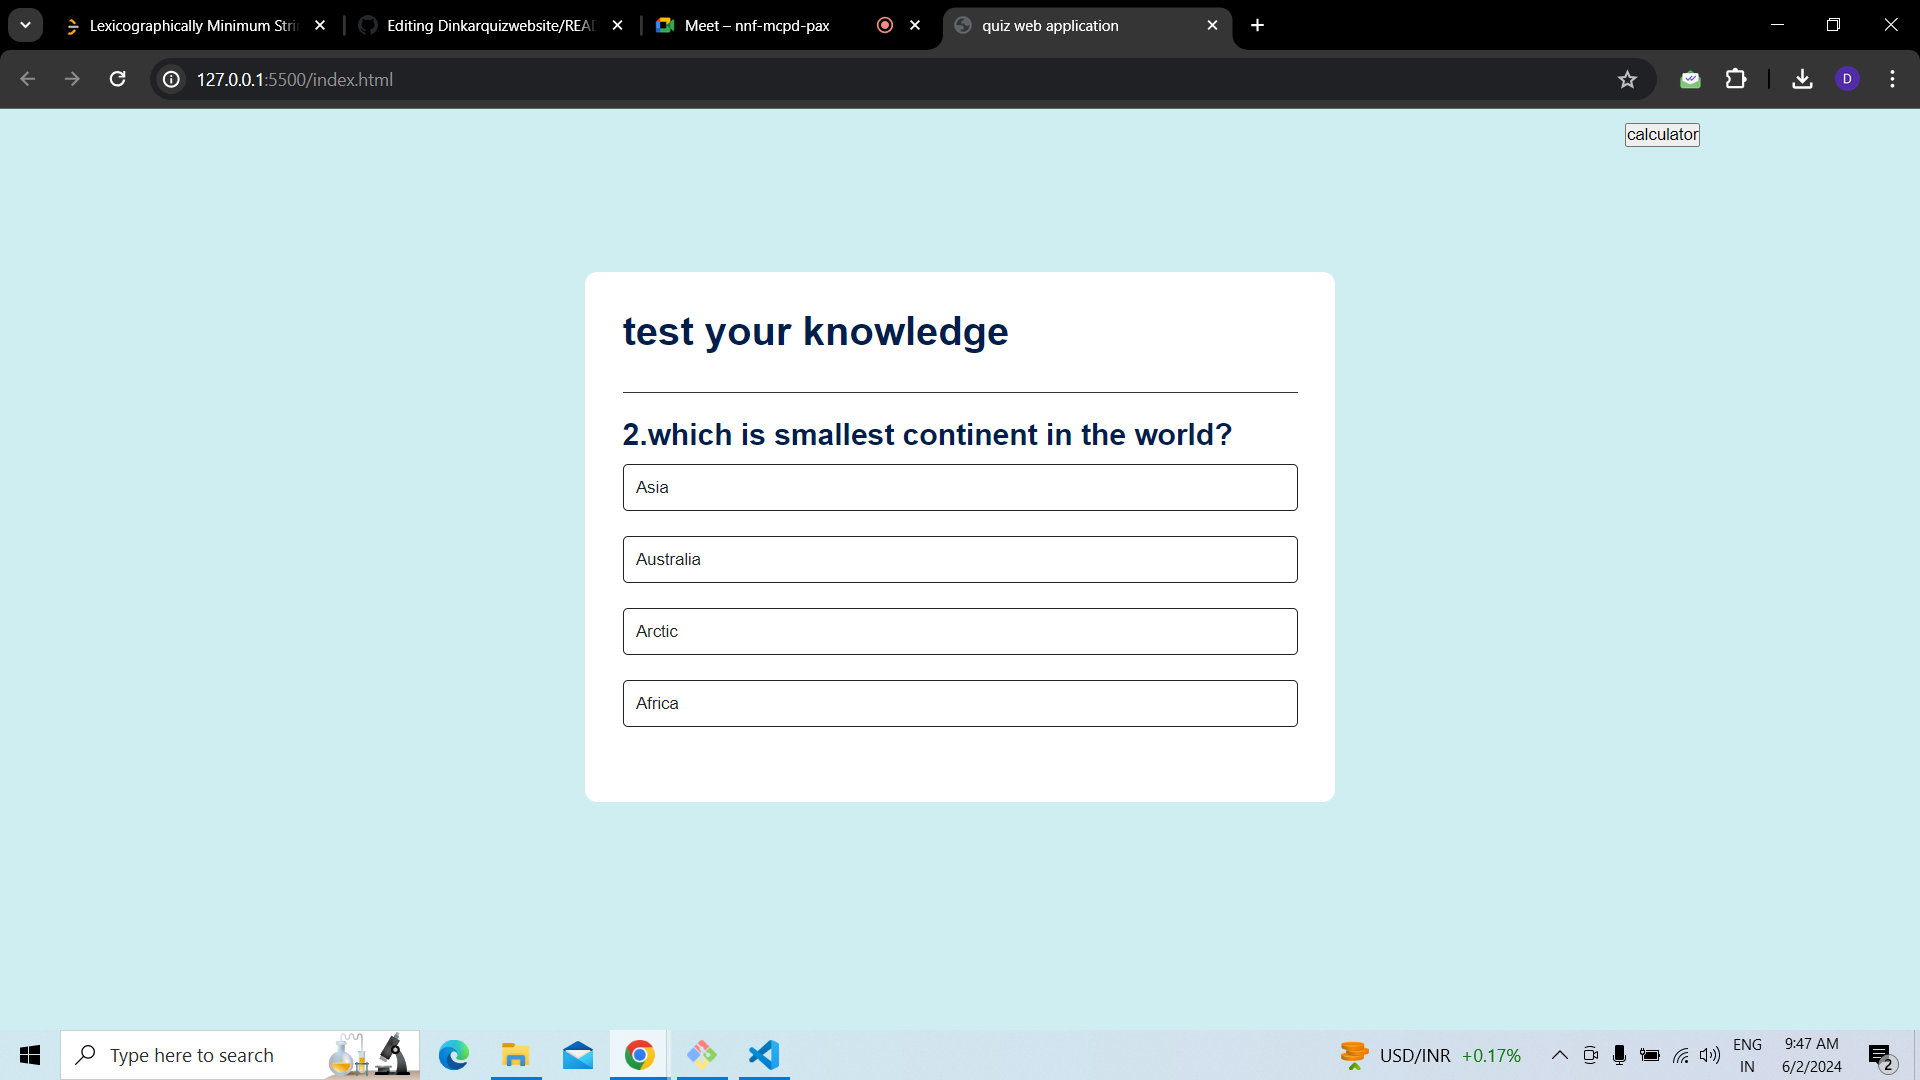 Lexicographically Minimum Stri
Editing Dinkarquizwebsite/READ
Meet – nnf-mcpd-pax
quiz web application
127.0.0.1:5500/index.html
D
calculator
test your knowledge
2.which is smallest continent in the world?
Asia
Australia
Arctic
Africa
Type here to search
USD/INR +0.17%
ENG
IN
9:47 AM
6/2/2024
2